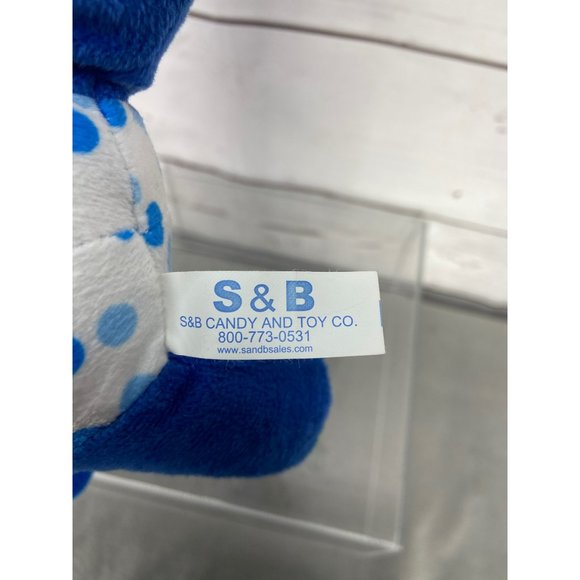 S & B
S&B CANDY AND TOY CO.
800-773-0531
www.sandbsales.com